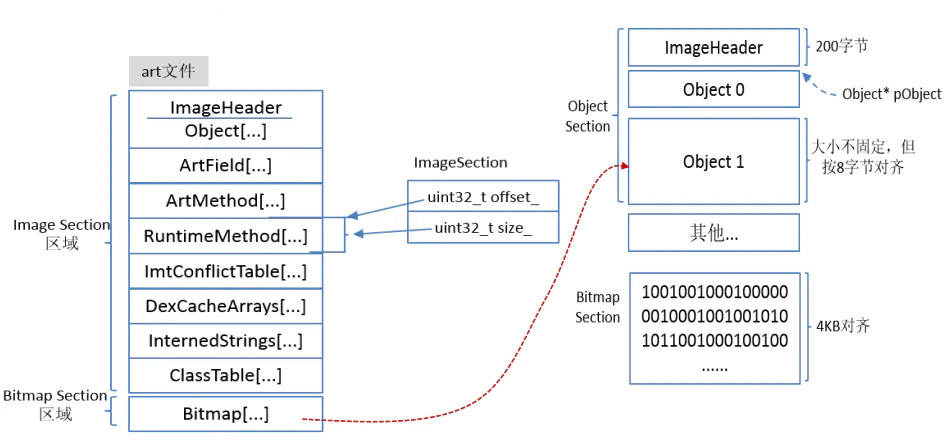 art文件
ImageHeader
Object[...]
ArtField[...]
ArtMethod[...]
RuntimeMethod[...]
ImtConflictTable[...]
DexCacheArrays[...]
InternedStrings[...]
ClassTable[...]
Bitmap[...]
Image Section
区域
Bitmap Section
区域
ImageSection
uint32_t offset_
uint32_t size_
Object
Section
ImageHeader
200字节
Object 0
Object* pObject
Object 1
大小不固定，但
按8字节对齐
其他...
Bitmap
Section
1001001000100000
0010001001001010
1011001000100100
......
4KB对齐